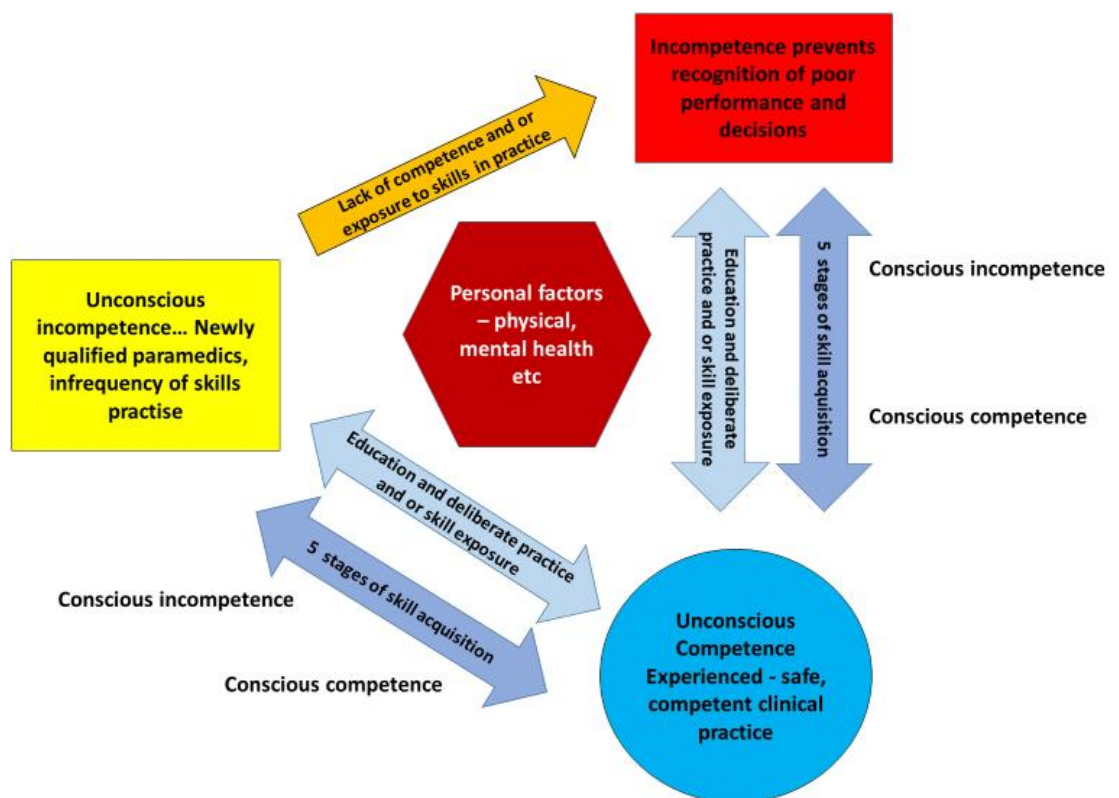 Incompetence prevents
recognition of poor
performance and
decisions
Lack of competence and or
exposure to skills in practice
Unconscious
incompetence... Newly
qualified paramedics,
infrequency of skills
practise
Personal factors
– physical,
mental health
etc
Education and deliberate
practice and or skill exposure
5 stages of skill acquisition
Conscious incompetence
Conscious competence
Education and deliberate practice
and or skill exposure
5 stages of skill acquisition
Conscious incompetence
Conscious competence
Unconscious
Competence
Experienced - safe,
competent clinical
practice